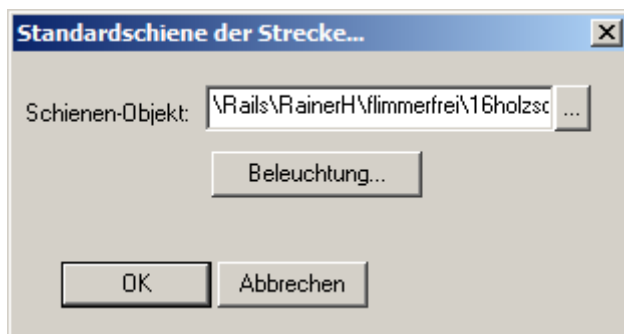 Standardschiene der Strecke...
Schienen-Objekt: \Rails\RainerH\flimmerfrei\16holzsc ...
Beleuchtung...
OK Abbrechen